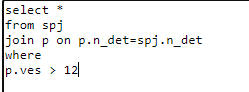 select *
from spj
join p on p.n_det=spj.n_det
where
p.ves > 12